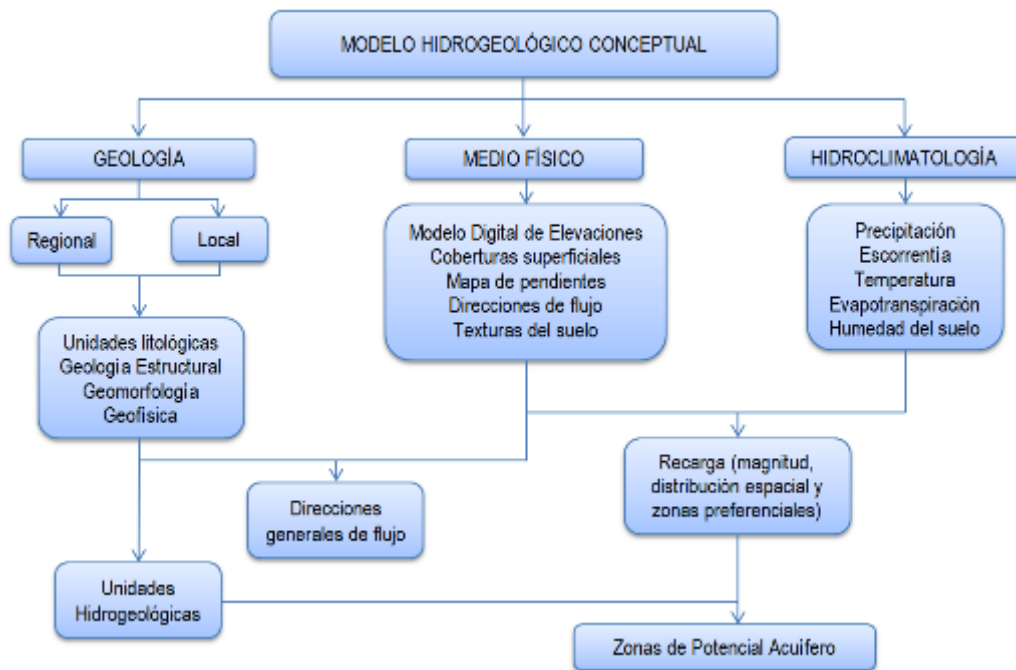 MODELO HIDROGEOLÓGICO CONCEPTUAL
GEOLOGÍA
MEDIO FÍSICO
HIDROCLIMATOLOGÍA
Regional
Local
Modelo Digital de Elevaciones
Coberturas superficiales
Mapa de pendientes
Direcciones de flujo
Texturas del suelo
Precipitación
Escorrentía
Temperatura
Evapotranspiración
Humedad del suelo
Unidades litológicas
Geología Estructural
Geomorfología
Geofísica
Recarga (magnitud,
distribución espacial y
zonas preferenciales)
Direcciones
generales de flujo
Unidades
Hidrogeológicas
Zonas de Potencial Acuífero